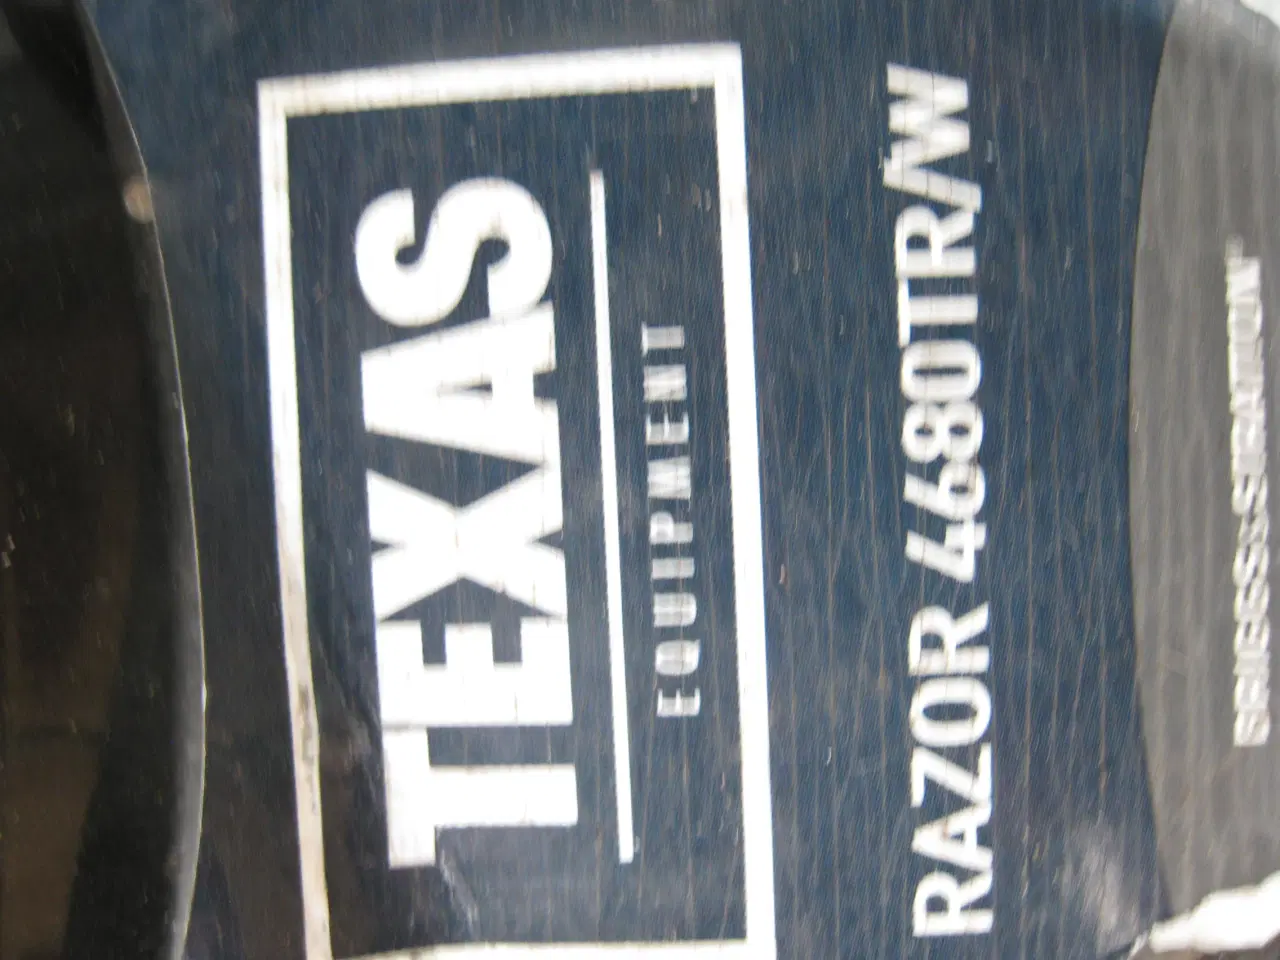 TEXAS
EQUIPMENT
RAZOR 4680TR/W